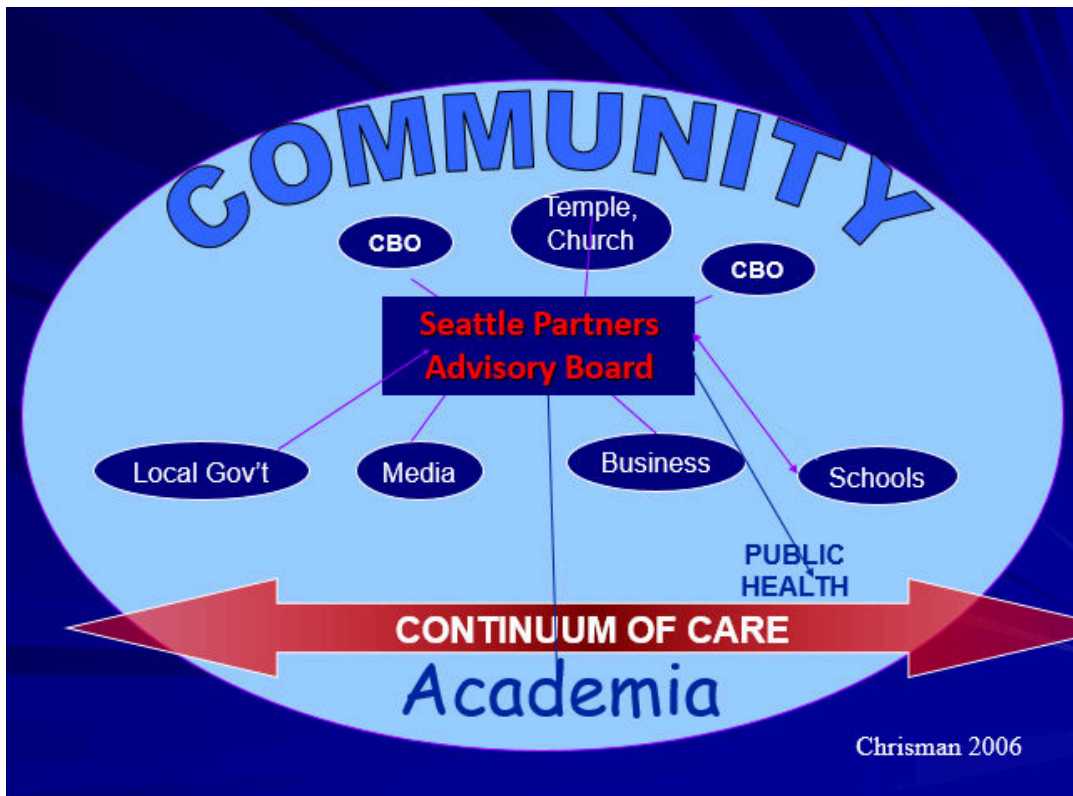 COMMUNITY
Temple,
Church
CBO
CBO
Seattle Partners
Advisory Board
Local Gov't
Media
Business
Schools
PUBLIC
HEALTH
CONTINUUM OF CARE
Academia
Chrisman 2006